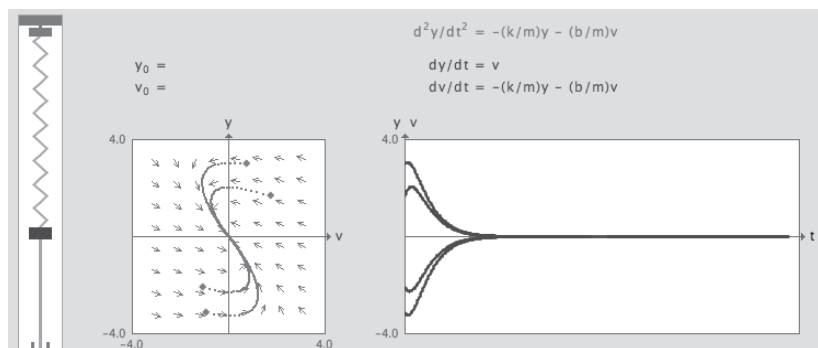 d²y/dt² = -(k/m)y - (b/m)v
y₀ =
dy/dt = v
v₀ =
dv/dt = -(k/m)y - (b/m)v
y
y v
4.0
4.0
v
t
-4.0
-4.0
-4.0
4.0